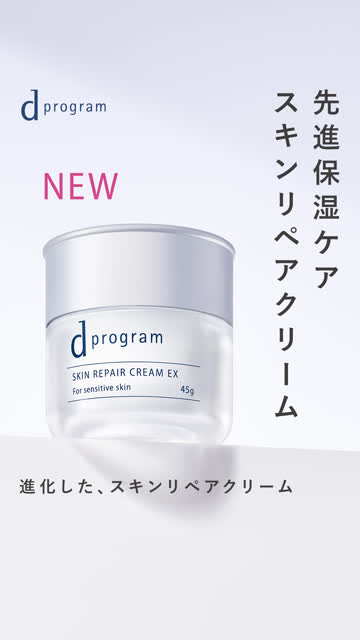 d program
NEW
先進保湿ケア
スキンリペアクリーム
d program
SKIN REPAIR CREAM EX
For sensitive skin 45g
進化した、スキンリペアクリーム